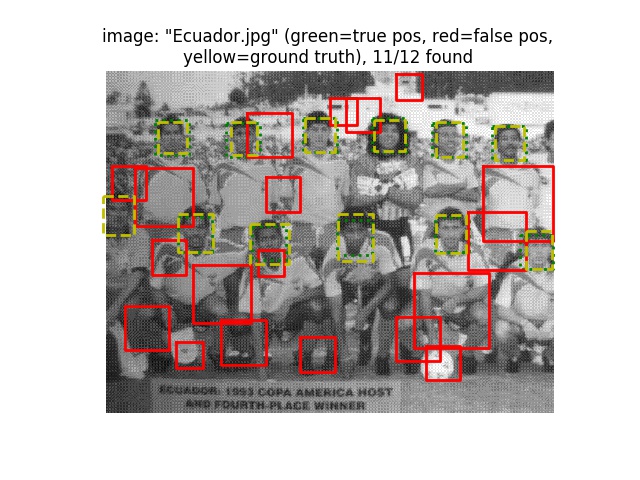 image: "Ecuador.jpg" (green=true pos, red=false pos,
yellow=ground truth), 11/12 found
ECUADOR: 1993 COPA AMERICA HOST
AND FOURTH-PLACE WINNER